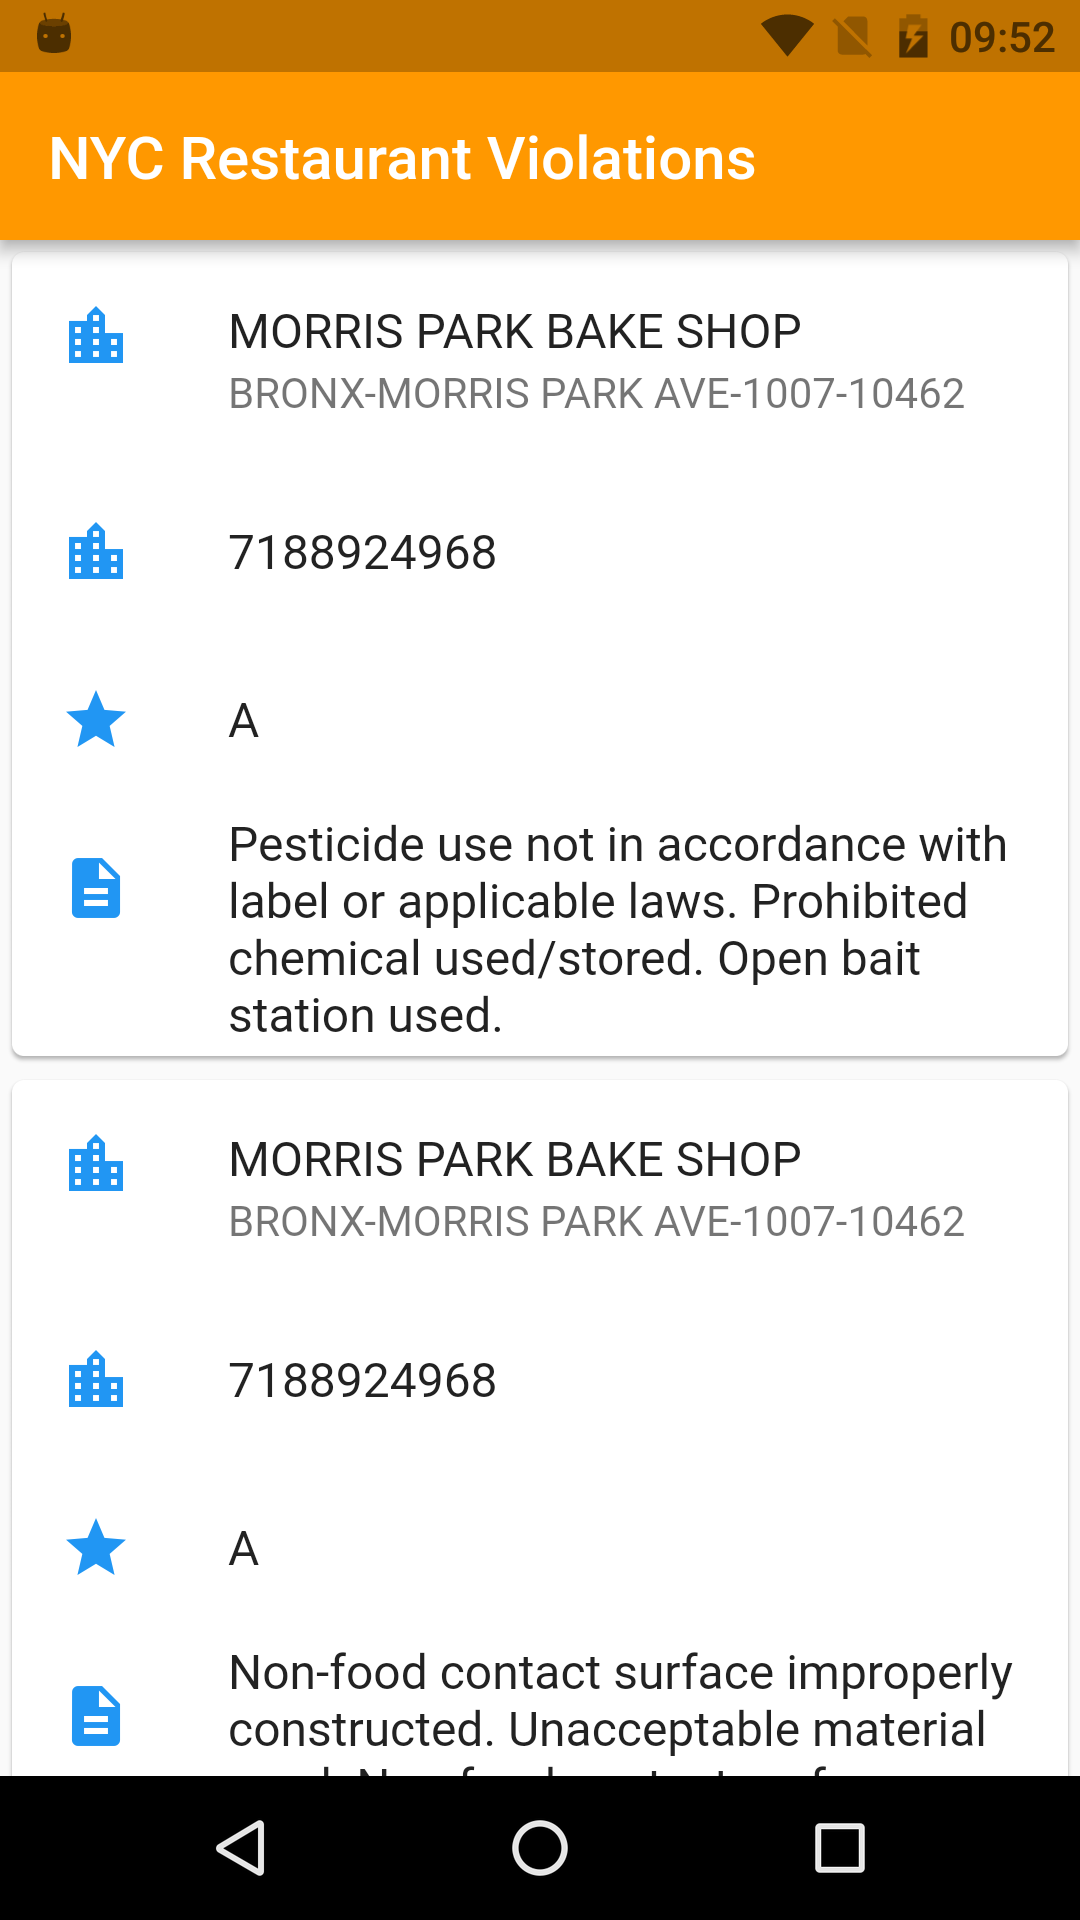 09:52
NYC Restaurant Violations
MORRIS PARK BAKE SHOP
BRONX-MORRIS PARK AVE-1007-10462
7188924968
A
Pesticide use not in accordance with
label or applicable laws. Prohibited
chemical used/stored. Open bait
station used.
MORRIS PARK BAKE SHOP
BRONX-MORRIS PARK AVE-1007-10462
7188924968
A
Non-food contact surface improperly
constructed. Unacceptable material